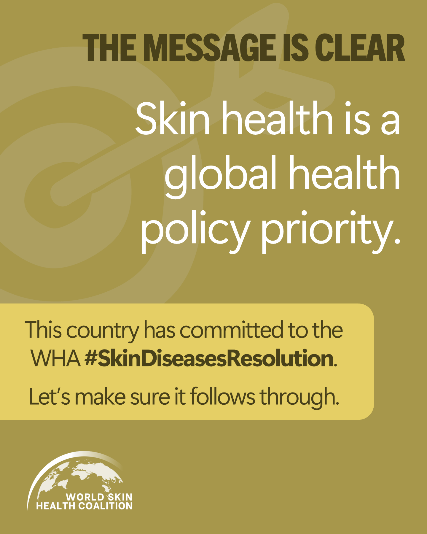 THE MESSAGE IS CLEAR
Skin health is a
global health
policy priority.
This country has committed to the
WHA #SkinDiseasesResolution.
Let's make sure it follows through.
WORLD SKIN
HEALTH COALITION